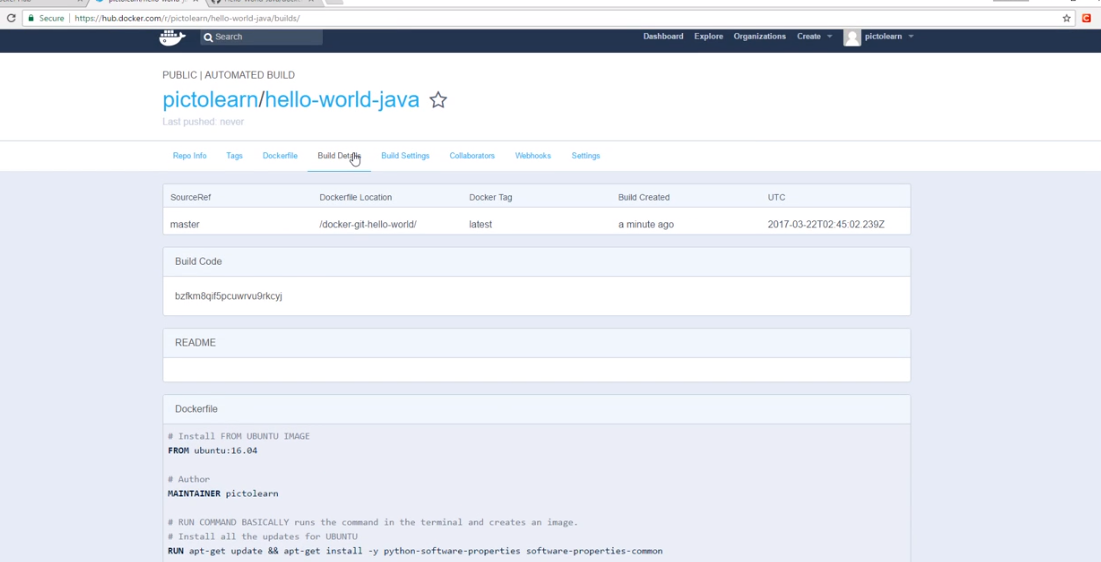 Secure https://hub.docker.com/r/pictolearn/hello-world-java/builds/
Search Dashboard Explore Organizations Create pictolearn
PUBLIC | AUTOMATED BUILD
pictolearn/hello-world-java
Last pushed: never
Repo Info Tags Dockerfile Build Details Build Settings Collaborators Webhooks Settings
SourceRef Dockerfile Location Docker Tag Build Created UTC
master /docker-git-hello-world/ latest a minute ago 2017-03-22T02:45:02.239Z
Build Code
bzfkm8qif5pcuwrvu9rkcyj
README
Dockerfile
# Install FROM UBUNTU IMAGE
FROM ubuntu:16.04
# Author
MAINTAINER pictolearn
# RUN COMMAND BASICALLY runs the command in the terminal and creates an image.
# Install all the updates for UBUNTU
RUN apt-get update && apt-get install -y python-software-properties software-properties-common